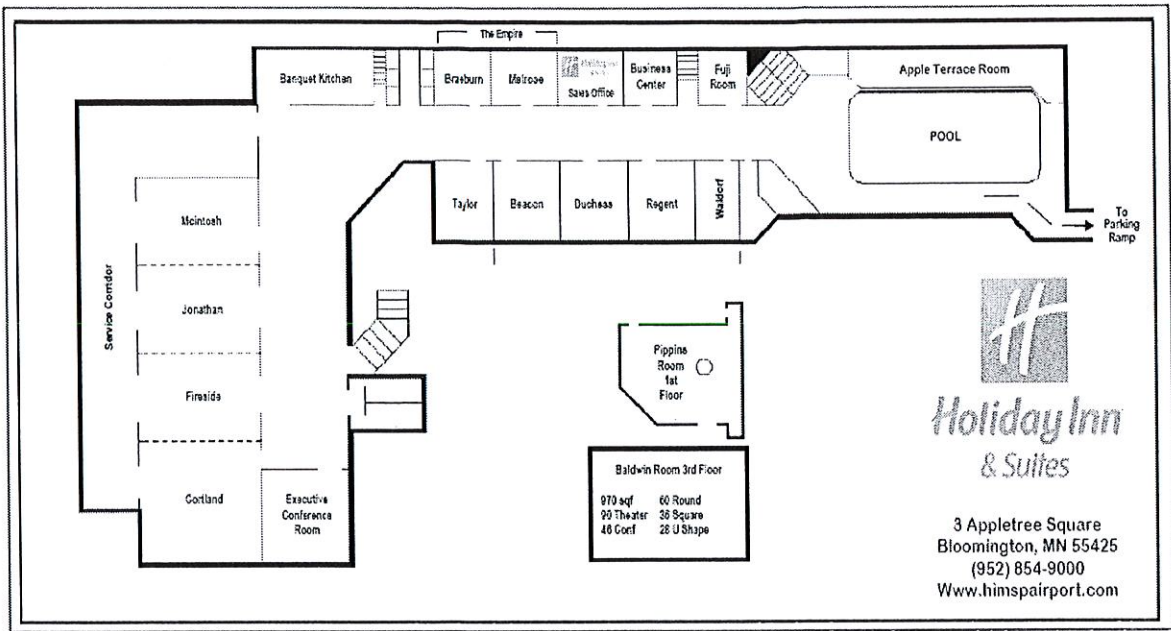 The Empire
Banquet Kitchen
Braeburn
Melrose
Holiday Inn
Sales Office
Business
Center
Fuji
Room
Apple Terrace Room
POOL
Taylor
Beacon
Duchess
Regent
Waldorf
To
Parking
Ramp
Service Corridor
McIntosh
Jonathan
Fireside
Cortland
Executive
Conference
Room
Pippins
Room
1st
Floor
Baldwin Room 3rd Floor
970 sqf 60 Round
90 Theater 36 Square
46 Conf 28 U Shape
H
Holiday Inn
& Suites
3 Appletree Square
Bloomington, MN 55425
(952) 854-9000
Www.himspairport.com